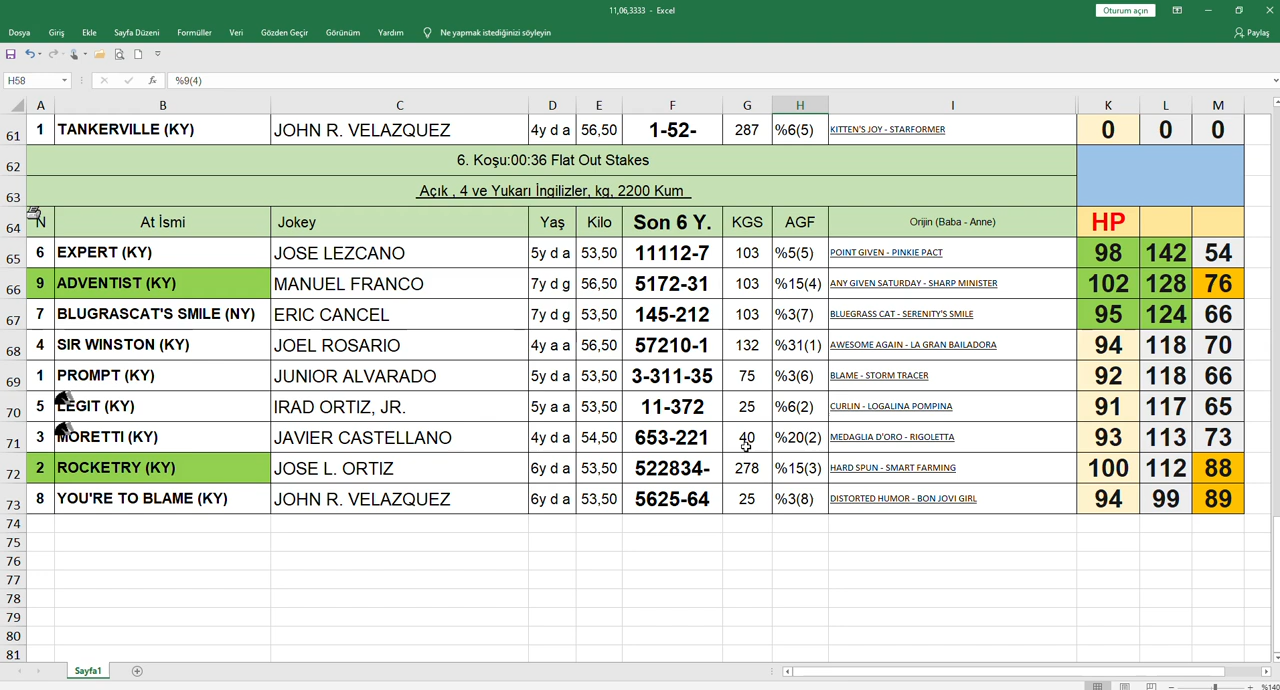 11,06,3333 - Excel
Oturum açın
Dosya Giriş Ekle Sayfa Düzeni Formüller Veri Gözden Geçir Görünüm Yardım Ne yapmak istediğinizi söyleyin Paylaş
H58 fx %9(4)
A B C D E F G H I K L M
61 1 TANKERVILLE (KY) JOHN R. VELAZQUEZ 4y d a 56,50 1-52- 287 %6(5) KITTEN'S JOY - STARFORMER 0 0 0
62 6. Koşu:00:36 Flat Out Stakes
63 Açık , 4 ve Yukarı İngilizler, kg, 2200 Kum
64 N At İsmi Jokey Yaş Kilo Son 6 Y. KGS AGF Orijin (Baba - Anne) HP
65 6 EXPERT (KY) JOSE LEZCANO 5y d a 53,50 11112-7 103 %5(5) POINT GIVEN - PINKIE PACT 98 142 54
66 9 ADVENTIST (KY) MANUEL FRANCO 7y d g 56,50 5172-31 103 %15(4) ANY GIVEN SATURDAY - SHARP MINISTER 102 128 76
67 7 BLUGRASCAT'S SMILE (NY) ERIC CANCEL 7y d g 53,50 145-212 103 %3(7) BLUEGRASS CAT - SERENITY'S SMILE 95 124 66
68 4 SIR WINSTON (KY) JOEL ROSARIO 4y a a 56,50 57210-1 132 %31(1) AWESOME AGAIN - LA GRAN BAILADORA 94 118 70
69 1 PROMPT (KY) JUNIOR ALVARADO 5y d a 53,50 3-311-35 75 %3(6) BLAME - STORM TRACER 92 118 66
70 5 LEGIT (KY) IRAD ORTIZ, JR. 5y a a 53,50 11-372 25 %6(2) CURLIN - LOGALINA POMPINA 91 117 65
71 3 MORETTI (KY) JAVIER CASTELLANO 4y d a 54,50 653-221 40 %20(2) MEDAGLIA D'ORO - RIGOLETTA 93 113 73
72 2 ROCKETRY (KY) JOSE L. ORTIZ 6y d a 53,50 522834- 278 %15(3) HARD SPUN - SMART FARMING 100 112 88
73 8 YOU'RE TO BLAME (KY) JOHN R. VELAZQUEZ 6y d a 53,50 5625-64 25 %3(8) DISTORTED HUMOR - BON JOVI GIRL 94 99 89
74
75
76
77
78
79
80
81
Sayfa1
%140